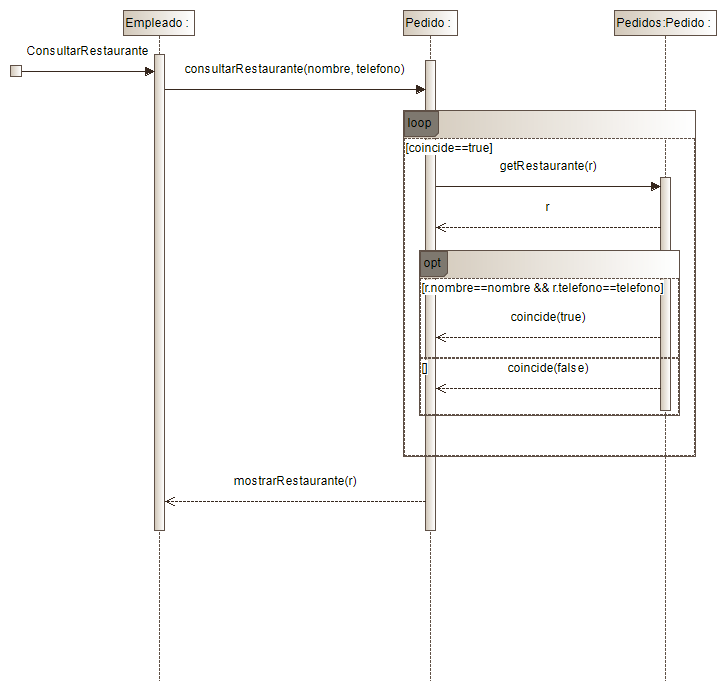 Empleado :
Pedido :
Pedidos:Pedido :
ConsultarRestaurante
consultarRestaurante(nombre, telefono)
loop
[coincide==true]
getRestaurante(r)
r
opt
[r.nombre==nombre && r.telefono==telefono]
coincide(true)
[]
coincide(false)
mostrarRestaurante(r)